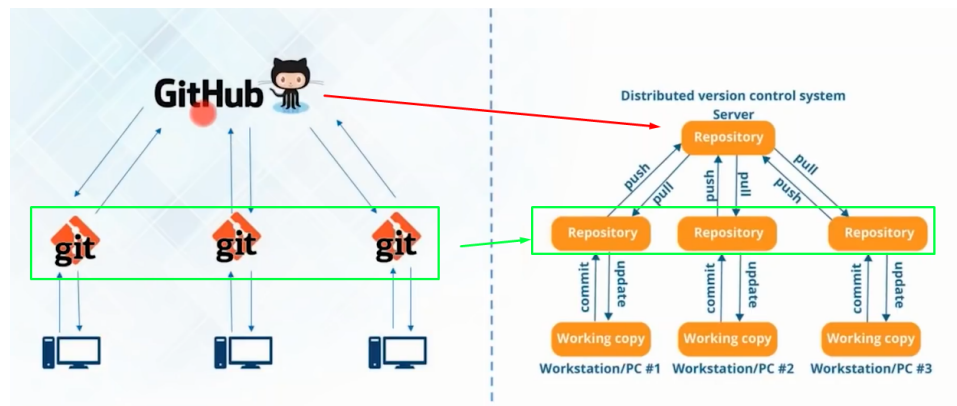 GitHub
git
git
git
Distributed version control system
Server
Repository
push
pull
push
pull
push
pull
Repository
Repository
Repository
commit
update
commit
update
commit
update
Working copy
Working copy
Working copy
Workstation/PC #1
Workstation/PC #2
Workstation/PC #3